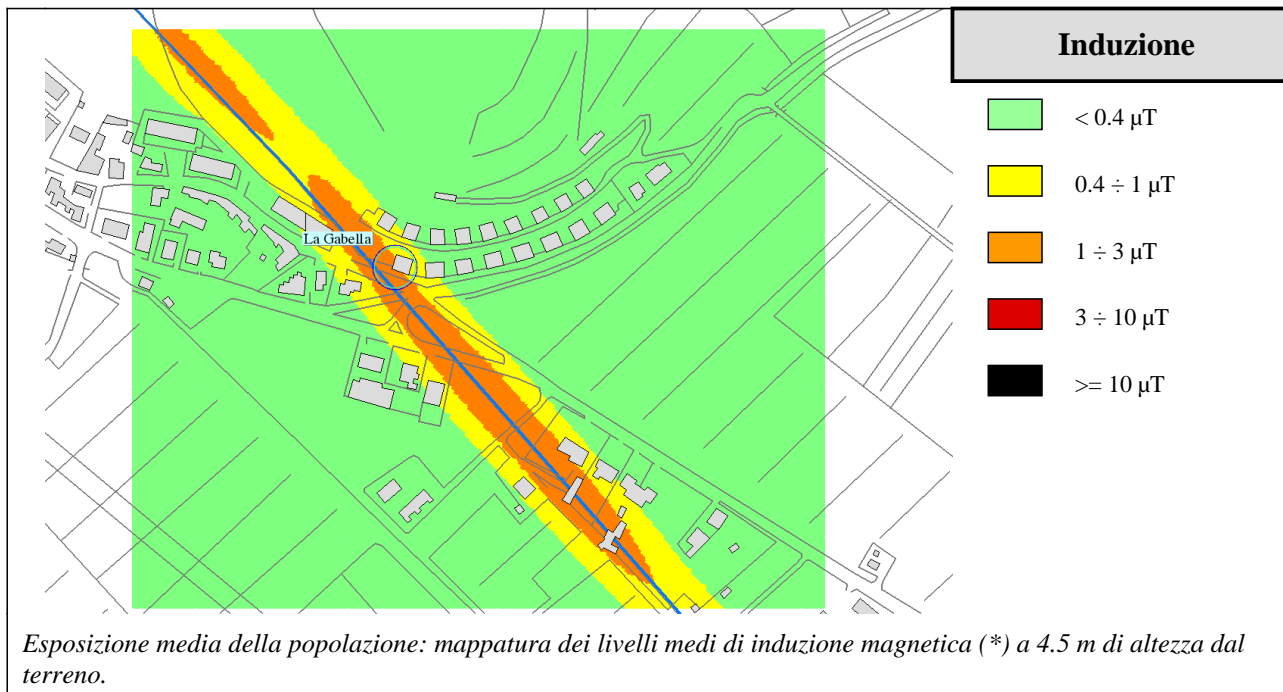 Induzione
< 0.4 µT
0.4 ÷ 1 µT
1 ÷ 3 µT
3 ÷ 10 µT
>= 10 µT
La Gabella
Esposizione media della popolazione: mappatura dei livelli medi di induzione magnetica (*) a 4.5 m di altezza dal
terreno.